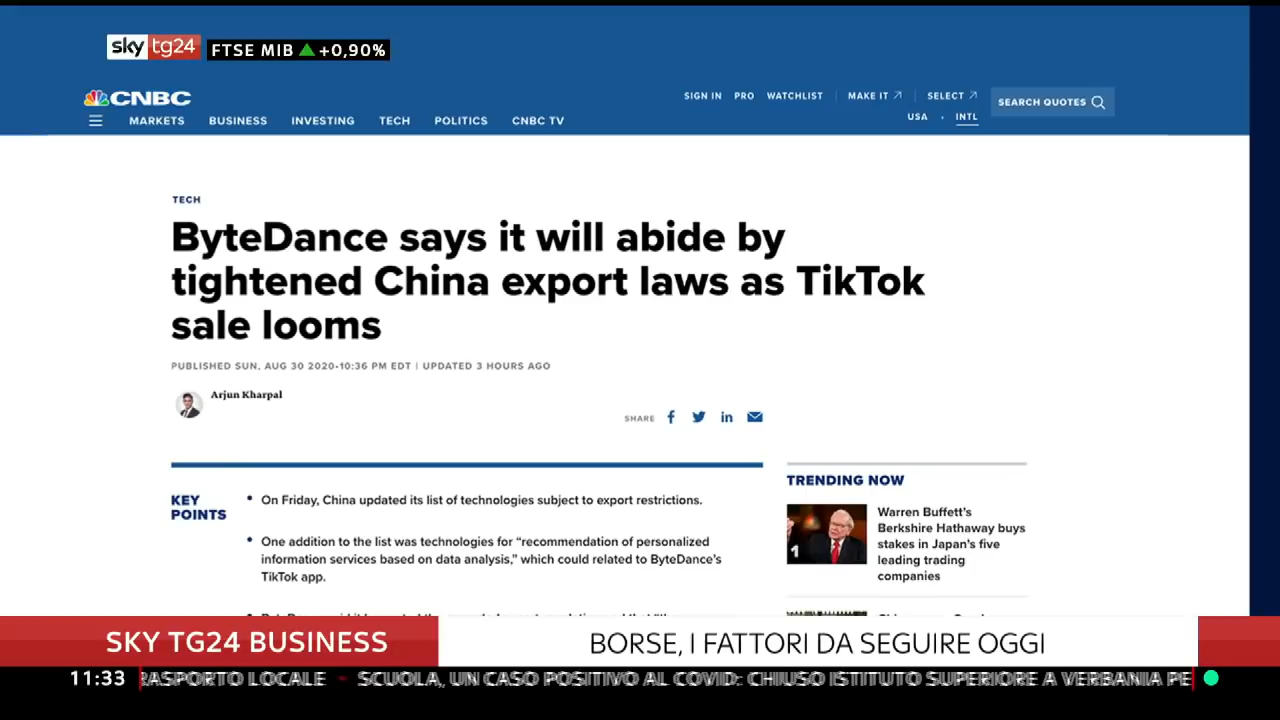 sky tg24
FTSE MIB ▲ +0,90%
CNBC
SIGN IN PRO WATCHLIST MAKE IT SELECT
SEARCH QUOTES
USA · INTL
MARKETS BUSINESS INVESTING TECH POLITICS CNBC TV
TECH
ByteDance says it will abide by
tightened China export laws as TikTok
sale looms
PUBLISHED SUN, AUG 30 2020-10:36 PM EDT | UPDATED 3 HOURS AGO
Arjun Kharpal
SHARE
KEY
POINTS
• On Friday, China updated its list of technologies subject to export restrictions.
• One addition to the list was technologies for “recommendation of personalized
information services based on data analysis,” which could related to ByteDance’s
TikTok app.
TRENDING NOW
1
Warren Buffett’s
Berkshire Hathaway buys
stakes in Japan’s five
leading trading
companies
SKY TG24 BUSINESS
BORSE, I FATTORI DA SEGUIRE OGGI
11:33
RASPORTO LOCALE - SCUOLA, UN CASO POSITIVO AL COVID: CHIUSO ISTITUTO SUPERIORE A VERBANIA PE